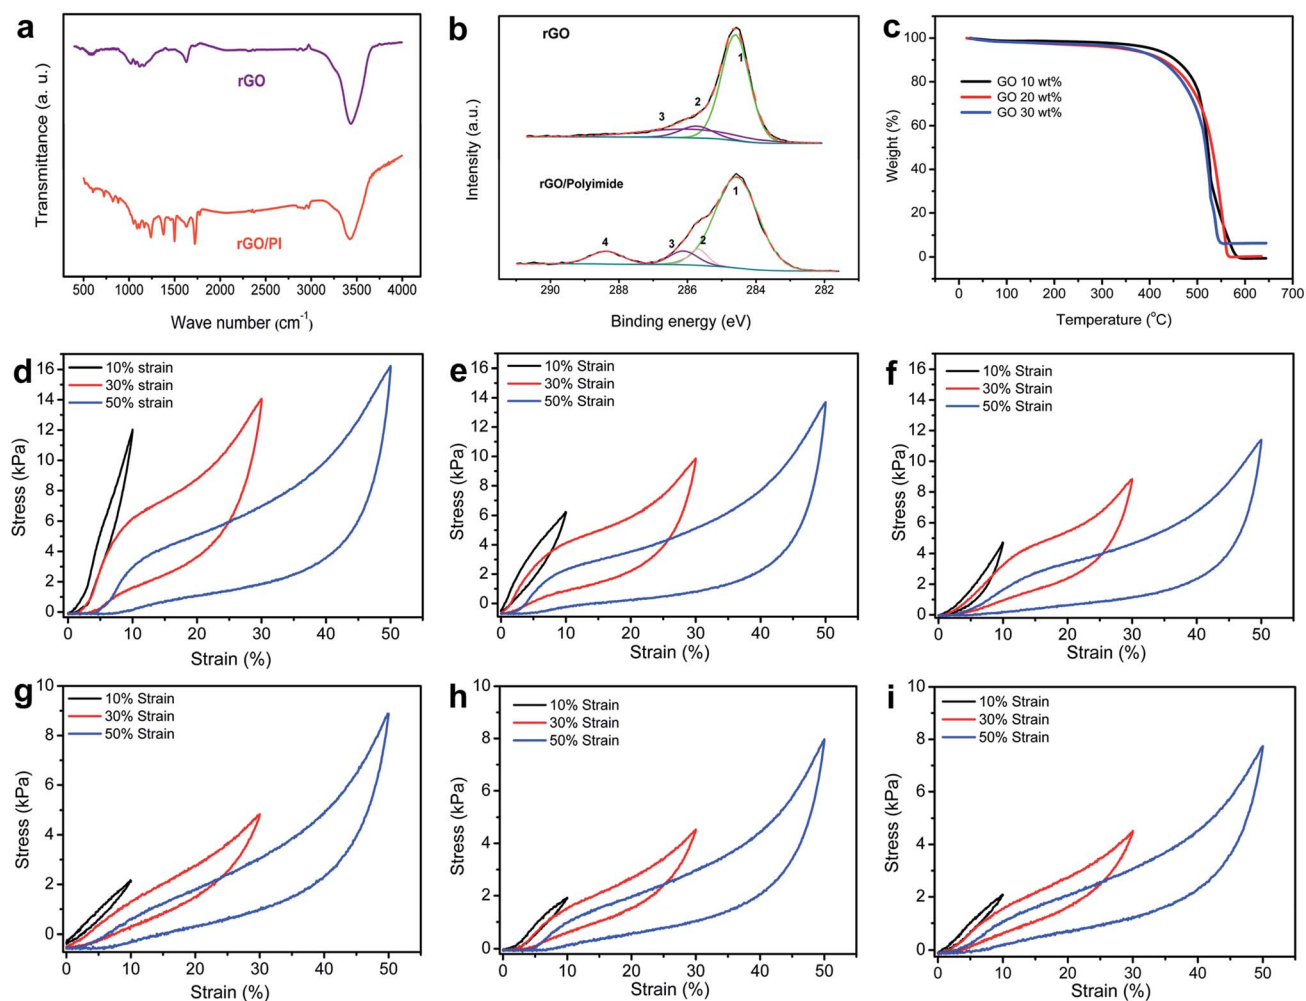 a
rGO
rGO/PI
Transmittance (a. u.)
500 1000 1500 2000 2500 3000 3500 4000
Wave number (cm-1)
b
rGO
1
2
3
rGO/Polyimide
1
2
3
4
Intensity (a.u.)
290 288 286 284 282
Binding energy (eV)
c
100
80
60
40
20
0
GO 10 wt%
GO 20 wt%
GO 30 wt%
Weight (%)
0 100 200 300 400 500 600 700
Temperature (oC)
d
16
14
12
10
8
6
4
2
0
10% strain
30% strain
50% strain
Stress (kPa)
0 10 20 30 40 50
Strain (%)
e
16
14
12
10
8
6
4
2
0
10% Strain
30% Strain
50% Strain
Stress (kPa)
0 10 20 30 40 50
Strain (%)
f
16
14
12
10
8
6
4
2
0
10% Strain
30% Strain
50% Strain
Stress (kPa)
0 10 20 30 40 50
Strain (%)
g
10
8
6
4
2
0
10% Strain
30% Strain
50% Strain
Stress (kPa)
0 10 20 30 40 50
Strain (%)
h
10
8
6
4
2
0
10% Strain
30% Strain
50% Strain
Stress (kPa)
0 10 20 30 40 50
Strain (%)
i
10
8
6
4
2
0
10% Strain
30% Strain
50% Strain
Stress (kPa)
0 10 20 30 40 50
Strain (%)